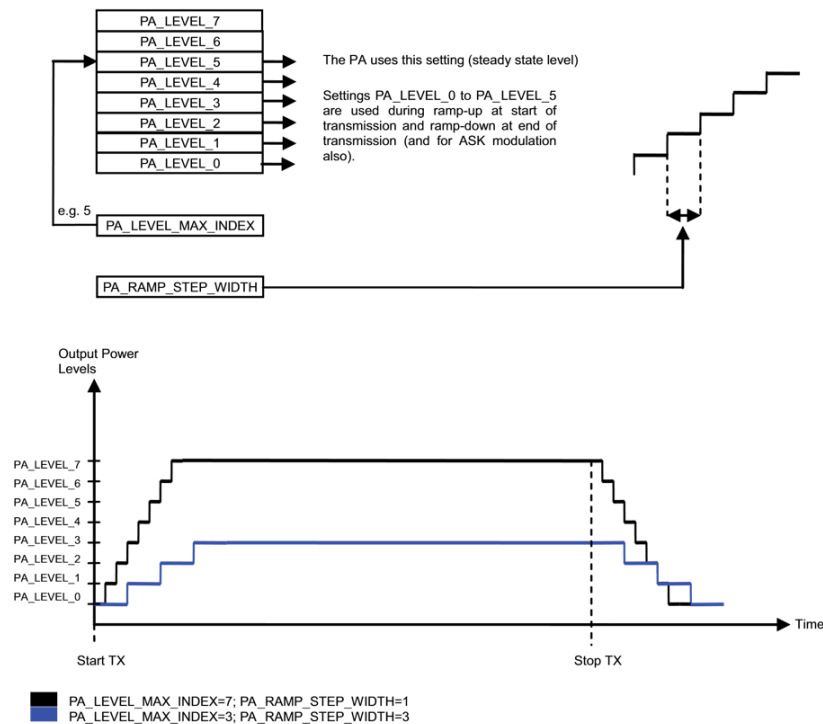 PA_LEVEL_7
PA_LEVEL_6
PA_LEVEL_5
PA_LEVEL_4
PA_LEVEL_3
PA_LEVEL_2
PA_LEVEL_1
PA_LEVEL_0
The PA uses this setting (steady state level)
Settings PA_LEVEL_0 to PA_LEVEL_5
are used during ramp-up at start of
transmission and ramp-down at end of
transmission (and for ASK modulation
also).
e.g. 5
PA_LEVEL_MAX_INDEX
PA_RAMP_STEP_WIDTH
Output Power
Levels
PA_LEVEL_7
PA_LEVEL_6
PA_LEVEL_5
PA_LEVEL_4
PA_LEVEL_3
PA_LEVEL_2
PA_LEVEL_1
PA_LEVEL_0
Time
Start TX
Stop TX
PA_LEVEL_MAX_INDEX=7; PA_RAMP_STEP_WIDTH=1
PA_LEVEL_MAX_INDEX=3; PA_RAMP_STEP_WIDTH=3